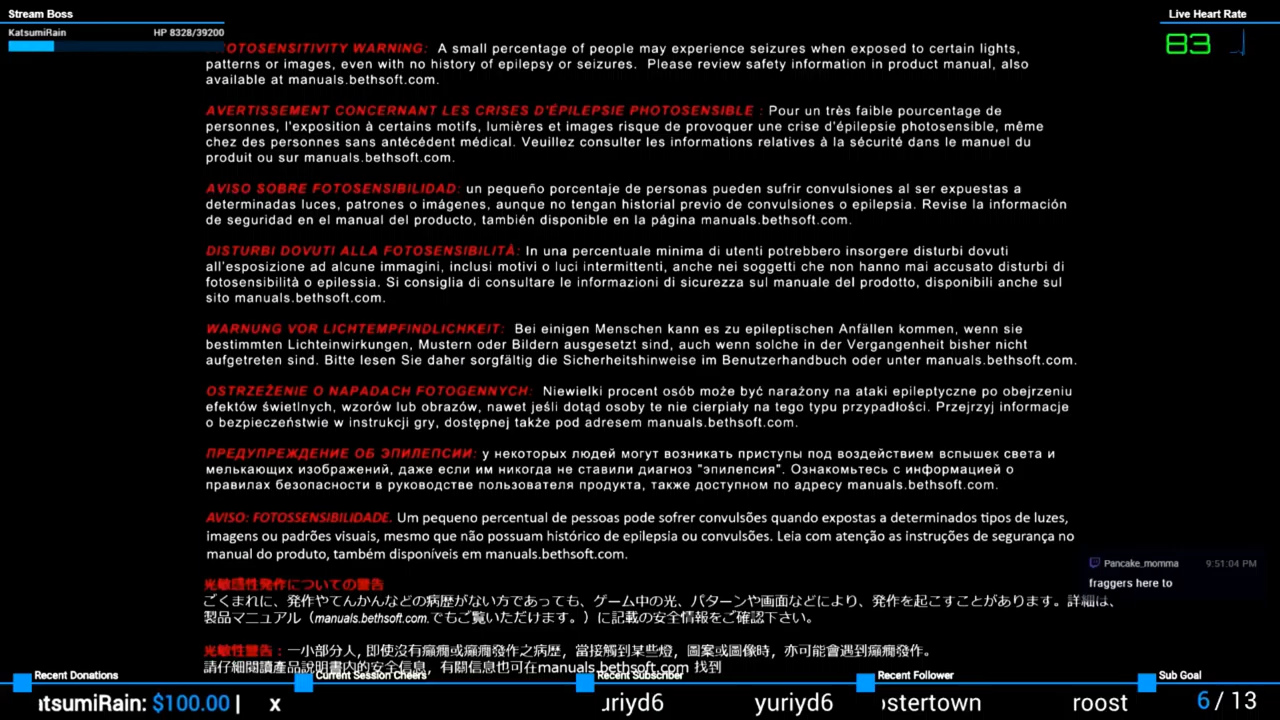 Stream Boss
Live Heart Rate
KatsumiRain HP 8328/39200
83
OTOSENSITIVITY WARNING: A small percentage of people may experience seizures when exposed to certain lights,
patterns or images, even with no history of epilepsy or seizures. Please review safety information in product manual, also
available at manuals.bethsoft.com.
AVERTISSEMENT CONCERNANT LES CRISES D'ÉPILEPSIE PHOTOSENSIBLE : Pour un très faible pourcentage de
personnes, l'exposition à certains motifs, lumières et images risque de provoquer une crise d'épilepsie photosensible, même
chez des personnes sans antécédent médical. Veuillez consulter les informations relatives à la sécurité dans le manuel du
produit ou sur manuals.bethsoft.com.
AVISO SOBRE FOTOSENSIBILIDAD: un pequeño porcentaje de personas pueden sufrir convulsiones al ser expuestas a
determinadas luces, patrones o imágenes, aunque no tengan historial previo de convulsiones o epilepsia. Revise la información
de seguridad en el manual del producto, también disponible en la página manuals.bethsoft.com.
DISTURBI DOVUTI ALLA FOTOSENSIBILITÀ: In una percentuale minima di utenti potrebbero insorgere disturbi dovuti
all'esposizione ad alcune immagini, inclusi motivi o luci intermittenti, anche nei soggetti che non hanno mai accusato disturbi di
fotosensibilità o epilessia. Si consiglia di consultare le informazioni di sicurezza sul manuale del prodotto, disponibili anche sul
sito manuals.bethsoft.com.
WARNUNG VOR LICHTEMPFINDLICHKEIT: Bei einigen Menschen kann es zu epileptischen Anfällen kommen, wenn sie
bestimmten Lichteinwirkungen, Mustern oder Bildern ausgesetzt sind, auch wenn solche in der Vergangenheit bisher nicht
aufgetreten sind. Bitte lesen Sie daher sorgfältig die Sicherheitshinweise im Benutzerhandbuch oder unter manuals.bethsoft.com.
OSTRZEŻENIE O NAPADACH FOTOGENNYCH: Niewielki procent osób może być narażony na ataki epileptyczne po obejrzeniu
efektów świetlnych, wzorów lub obrazów, nawet jeśli dotąd osoby te nie cierpiały na tego typu przypadłości. Przejrzyj informacje
o bezpieczeństwie w instrukcji gry, dostępnej także pod adresem manuals.bethsoft.com.
ПРЕДУПРЕЖДЕНИЕ ОБ ЭПИЛЕПСИИ: у некоторых людей могут возникать приступы под воздействием вспышек света и
мелькающих изображений, даже если им никогда не ставили диагноз "эпилепсия". Ознакомьтесь с информацией о
правилах безопасности в руководстве пользователя продукта, также доступном по адресу manuals.bethsoft.com.
AVISO: FOTOSSENSIBILIDADE. Um pequeno percentual de pessoas pode sofrer convulsões quando expostas a determinados tipos de luzes,
imagens ou padrões visuais, mesmo que não possuam histórico de epilepsia ou convulsões. Leia com atenção as instruções de segurança no
manual do produto, também disponíveis em manuals.bethsoft.com.
Pancake_momma 9:51:04 PM
fraggers here to
光敏感性発作についての警告
ごくまれに、発作やてんかんなどの病歴がない方であっても、ゲーム中の光、パターンや画面などにより、発作を起こすことがあります。詳細は、
製品マニュアル（manuals.bethsoft.com.でもご覧いただけます。）に記載の安全情報をご確認下さい。
光敏性警告：一小部分人, 即使沒有癲癇或癲癇發作之病歷，當接觸到某些燈，圖案或圖像時，亦可能會遇到癲癇發作。
請仔細閱讀產品說明書内的安全信息，有關信息也可在manuals.bethsoft.com 找到
Recent Donations
Current Session Cheers
Recent Subscriber
Recent Follower
Sub Goal
atsumiRain: $100.00 | x uriyd6 yuriyd6 ostertown roost 6 / 13